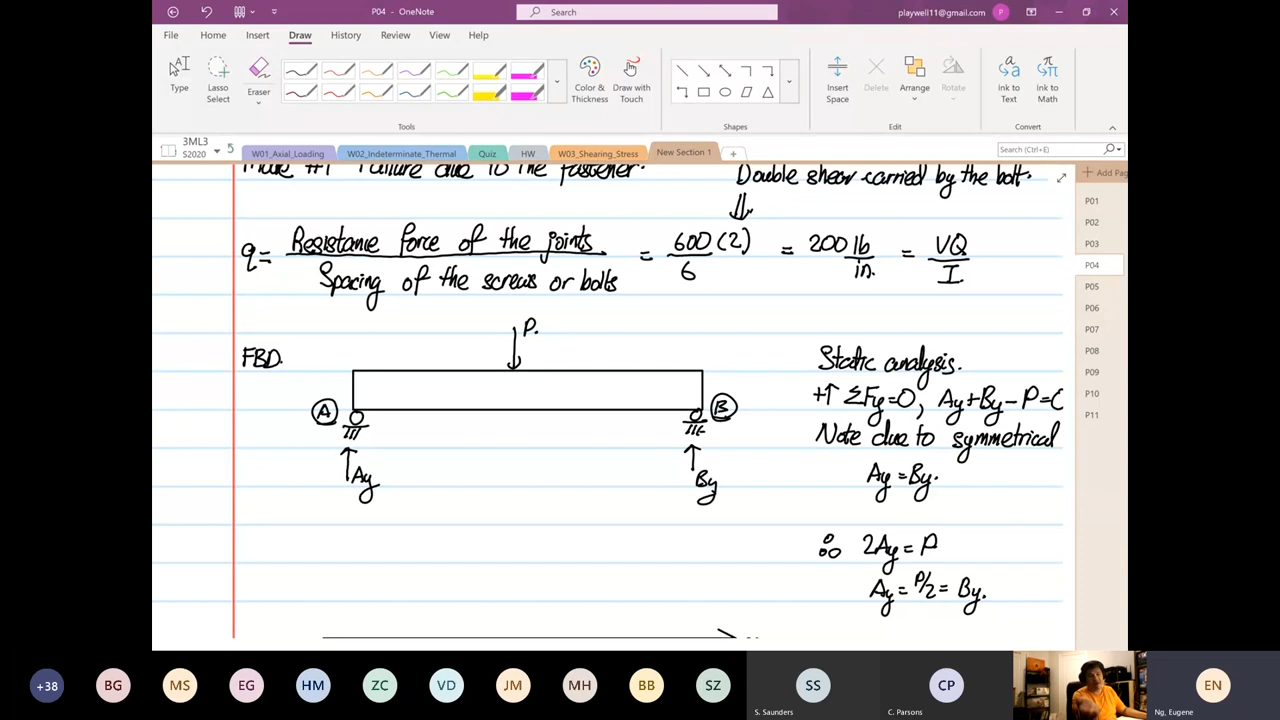 P04 - OneNote
Search
playwell11@gmail.com
P
File Home Insert Draw History Review View Help
Type
Lasso Select
Eraser
Color & Thickness
Draw with Touch
Insert Space
Delete
Arrange
Rotate
Ink to Text
Ink to Math
Tools
Shapes
Edit
Convert
3ML3 S2020
5
W01_Axial_Loading
W02_Indeterminate_Thermal
Quiz
HW
W03_Shearing_Stress
New Section 1
+
Search (Ctrl+E)
Add Pag
P01
P02
P03
P04
P05
P06
P07
P08
P09
P10
P11
failure due to the fastener.
Double shear carried by the bolt.
q = Resistance force of the joints / Spacing of the screws or bolts = 600(2) / 6 = 200 lb / in. = VQ / I
P.
FBD.
A
B
Ay
By
Static analysis.
+↑ ΣFy=0, Ay+By-P=0
Note due to symmetrical
Ay=By.
∴ 2Ay=P
Ay=P/2=By.
+38
BG
MS
EG
HM
ZC
VD
JM
MH
BB
SZ
SS
S. Saunders
CP
C. Parsons
EN
Ng, Eugene